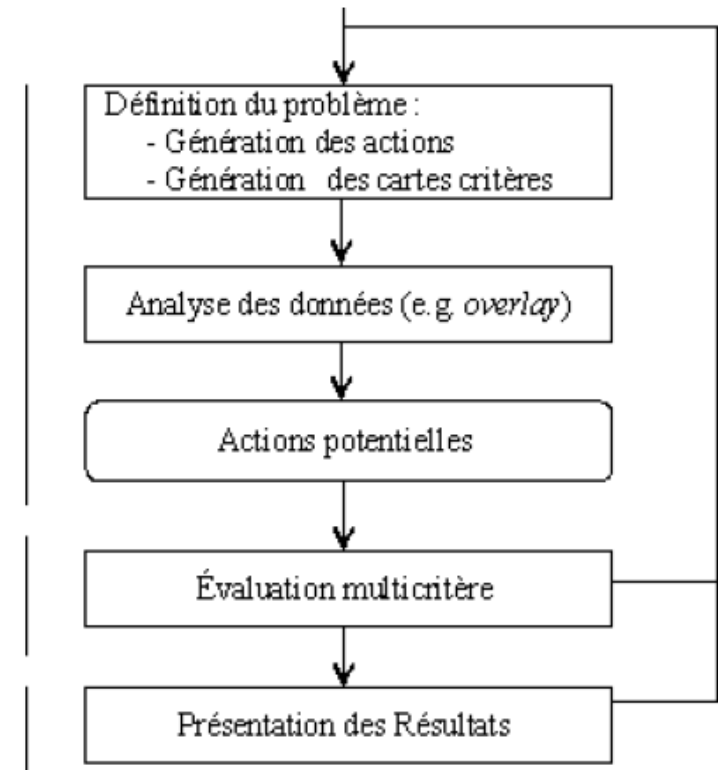 Définition du problème :
- Génération des actions
- Génération des cartes critères
Analyse des données (e.g. overlay)
Actions potentielles
Évaluation multicritère
Présentation des Résultats